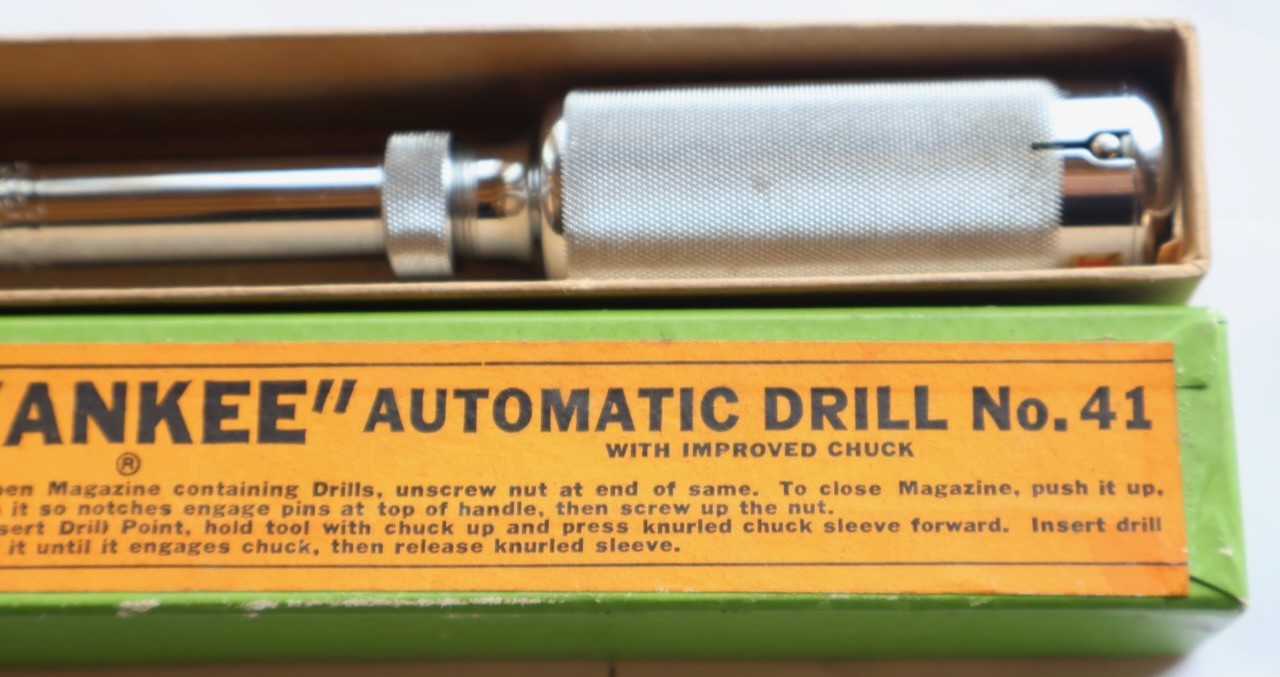 YANKEE" AUTOMATIC DRILL No. 41
WITH IMPROVED CHUCK
®
pen Magazine containing Drills, unscrew nut at end of same. To close Magazine, push it up,
it so notches engage pins at top of handle, then screw up the nut.
sert Drill Point, hold tool with chuck up and press knurled chuck sleeve forward. Insert drill
it until it engages chuck, then release knurled sleeve.